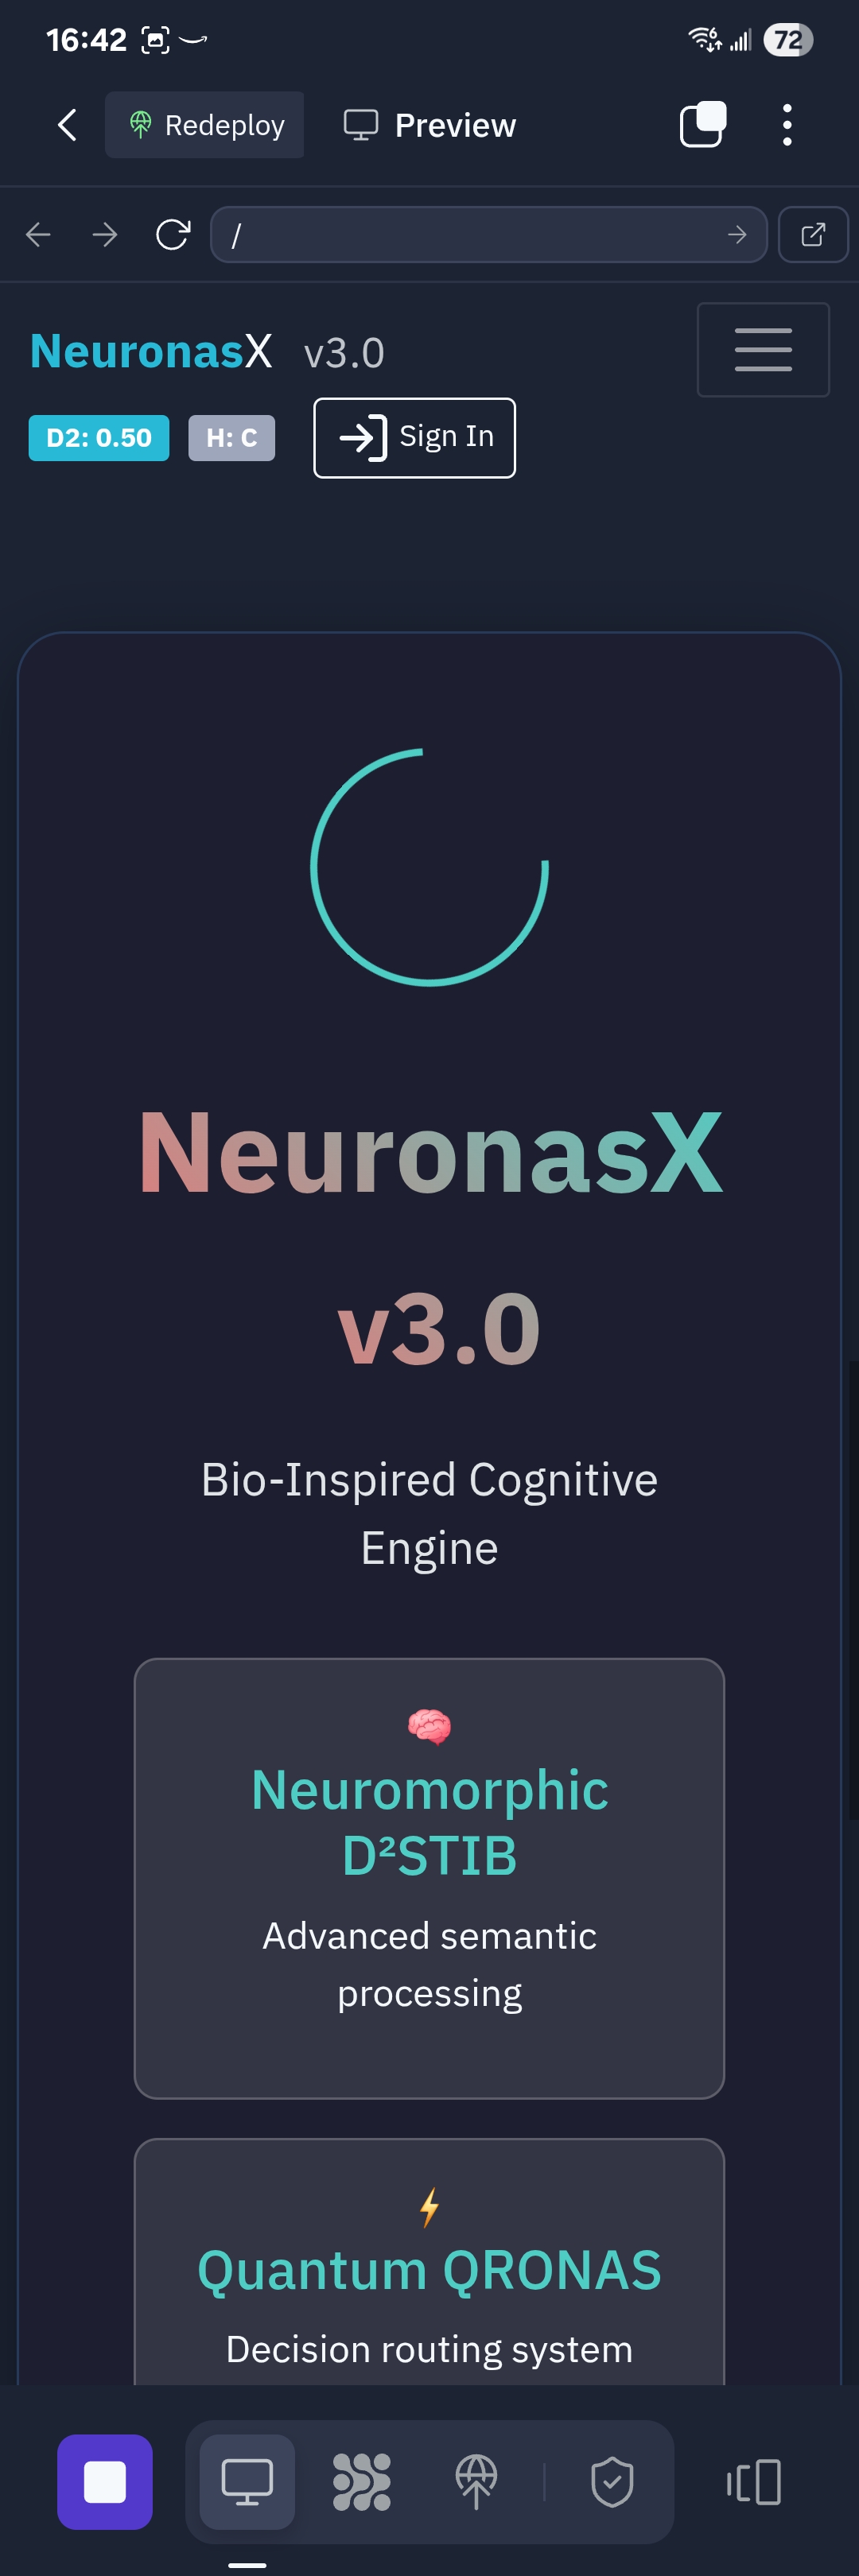 16:42
6
72
Redeploy
Preview
/
NeuronasX v3.0
D2: 0.50 H: C Sign In
NeuronasX
v3.0
Bio-Inspired Cognitive
Engine
Neuromorphic
D²STIB
Advanced semantic
processing
Quantum QRONAS
Decision routing system